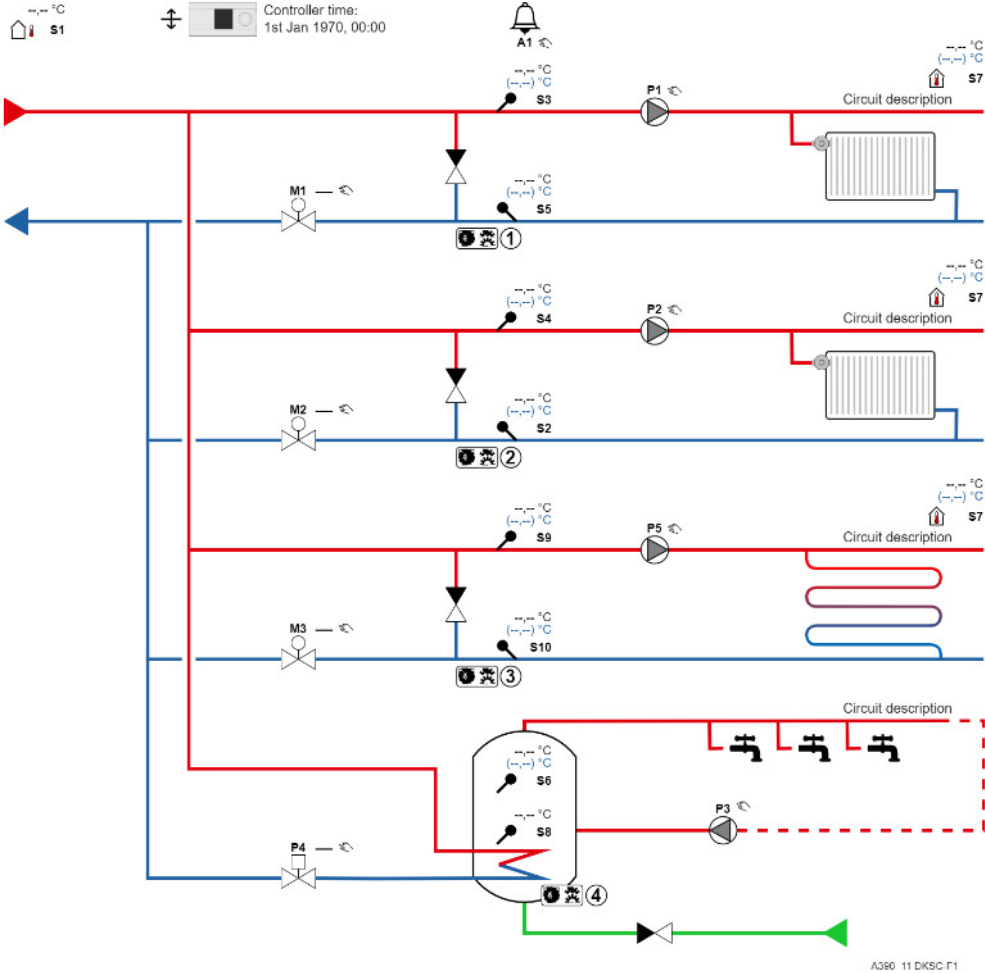 --,-- °C
S1
Controller time:
1st Jan 1970, 00:00
A1
--,-- °C
(--,--) °C
S3
P1
--,-- °C
(--,--) °C
S7
Circuit description
M1
--,-- °C
(--,--) °C
S5
1
--,-- °C
(--,--) °C
S4
P2
--,-- °C
(--,--) °C
S7
Circuit description
M2
--,-- °C
(--,--) °C
S2
2
--,-- °C
(--,--) °C
S9
P5
--,-- °C
(--,--) °C
S7
Circuit description
M3
--,-- °C
(--,--) °C
S10
3
Circuit description
--,-- °C
(--,--) °C
S6
--,-- °C
S8
P3
P4
4
A390_11 DKSC-F1